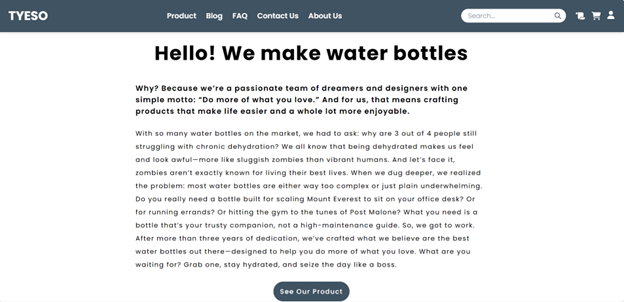 TYESO
Product Blog FAQ Contact Us About Us
Search...
Hello! We make water bottles
Why? Because we're a passionate team of dreamers and designers with one
simple motto: “Do more of what you love.” And for us, that means crafting
products that make life easier and a whole lot more enjoyable.
With so many water bottles on the market, we had to ask: why are 3 out of 4 people still
struggling with chronic dehydration? We all know that being dehydrated makes us feel
and look awful—more like sluggish zombies than vibrant humans. And let's face it,
zombies aren't exactly known for living their best lives. When we dug deeper, we realized
the problem: most water bottles are either way too complex or just plain underwhelming.
Do you really need a bottle built for scaling Mount Everest to sit on your office desk? Or
for running errands? Or hitting the gym to the tunes of Post Malone? What you need is a
bottle that's your trusty companion, not a high-maintenance guide. So, we got to work.
After more than three years of dedication, we've crafted what we believe are the best
water bottles out there—designed to help you do more of what you love. What are you
waiting for? Grab one, stay hydrated, and seize the day like a boss.
See Our Product